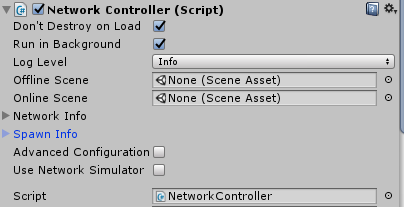 Network Controller (Script)
Don't Destroy on Load
Run in Background
Log Level Info
Offline Scene None (Scene Asset)
Online Scene None (Scene Asset)
Network Info
Spawn Info
Advanced Configuration
Use Network Simulator
Script NetworkController